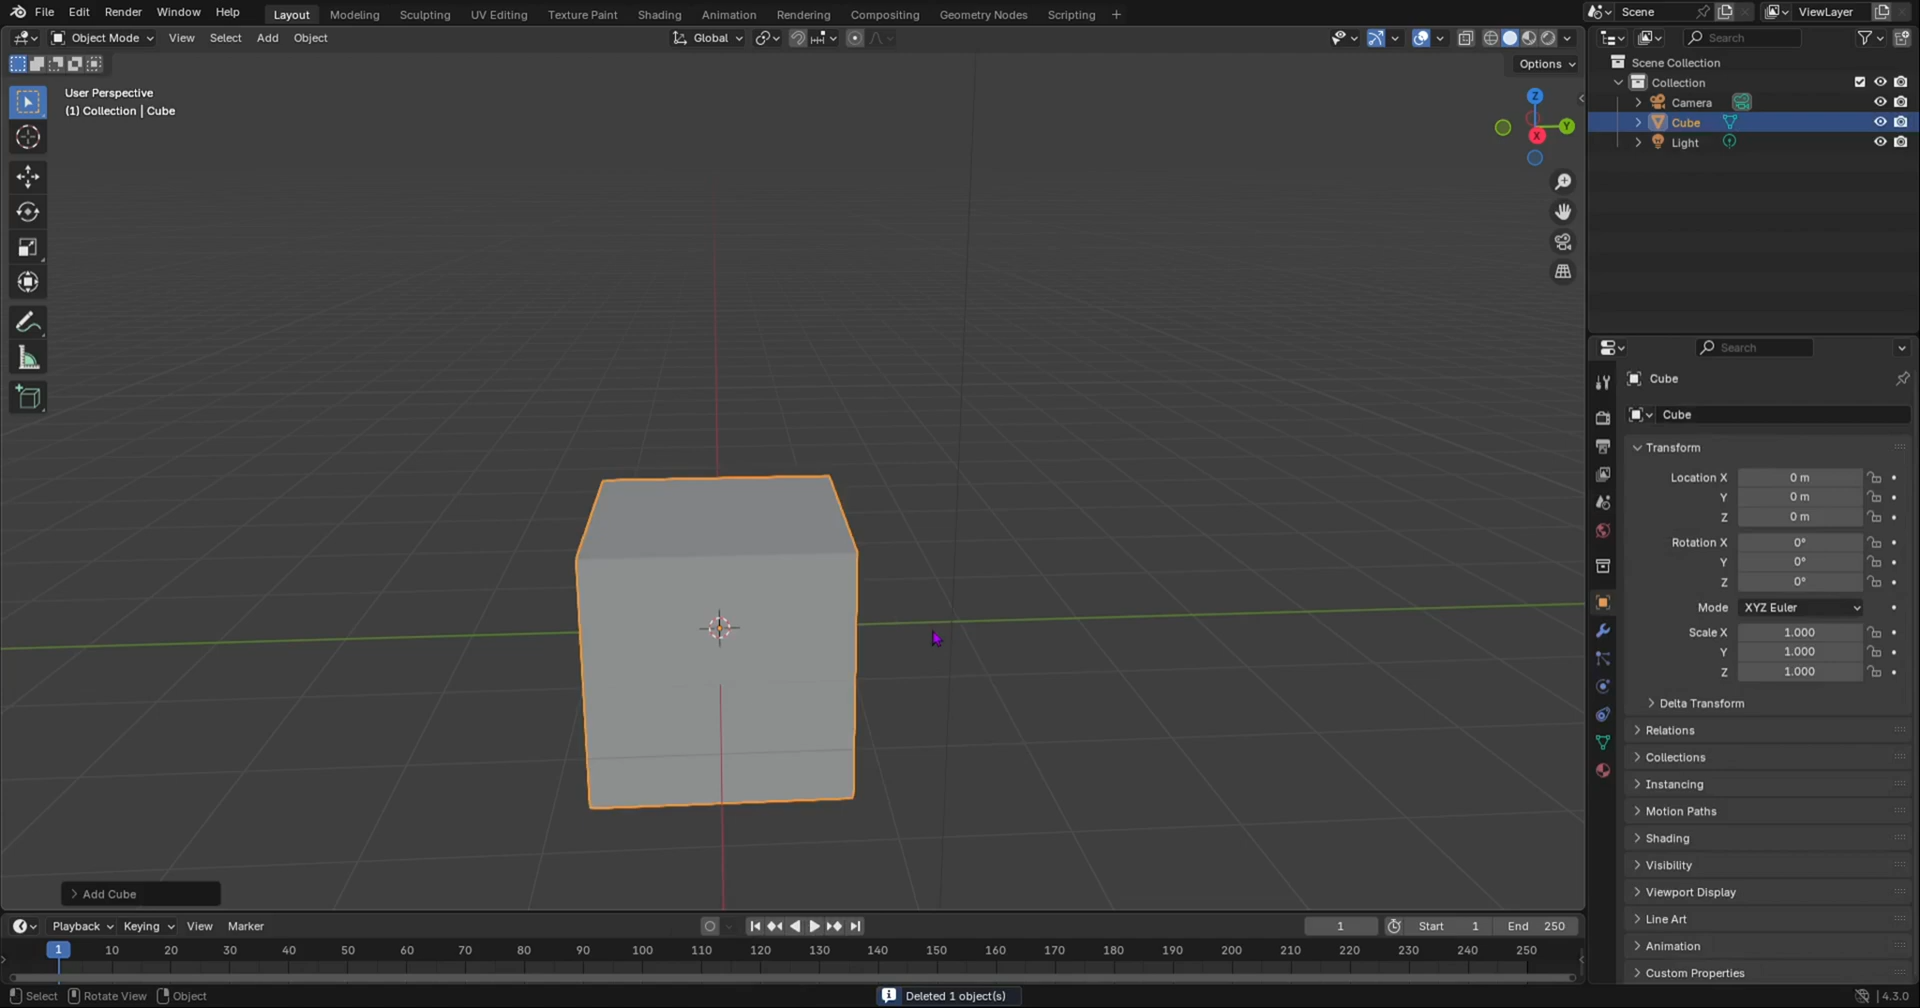 File Edit Render Window Help Layout Modeling Sculpting UV Editing Texture Paint Shading Animation Rendering Compositing Geometry Nodes Scripting + Scene ViewLayer
Object Mode View Select Add Object Global Search
Options
User Perspective
(1) Collection | Cube
Z
Y
X
Scene Collection
Collection
Camera
Cube
Light
Search
Cube
Cube
Transform
Location X 0 m
Y 0 m
Z 0 m
Rotation X 0°
Y 0°
Z 0°
Mode XYZ Euler
Scale X 1.000
Y 1.000
Z 1.000
Delta Transform
Relations
Collections
Instancing
Motion Paths
Shading
Visibility
Viewport Display
Line Art
Animation
Custom Properties
Add Cube
Playback Keying View Marker 1 Start 1 End 250
1 10 20 30 40 50 60 70 80 90 100 110 120 130 140 150 160 170 180 190 200 210 220 230 240 250
Select Rotate View Object Deleted 1 object(s) 4.3.0